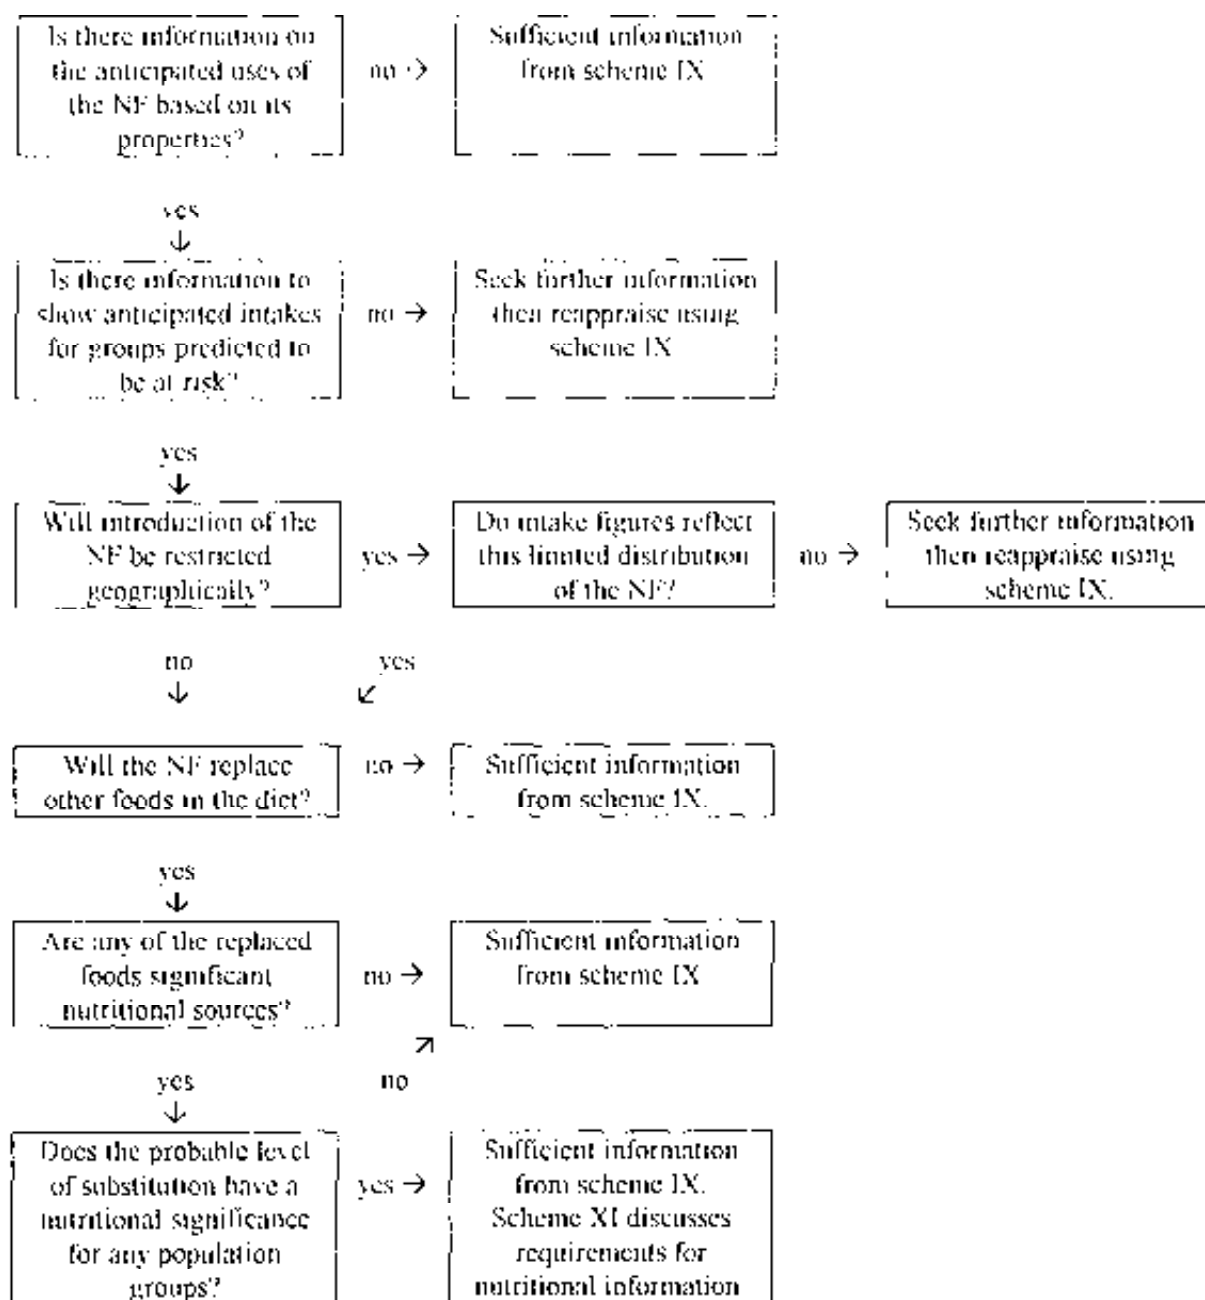 Is there information on
the anticipated uses of
the NF based on its
properties?
no →
Sufficient information
from scheme IX
yes
↓
Is there information to
show anticipated intakes
for groups predicted to
be at risk?
no →
Seek further information
then reappraise using
scheme IX
yes
↓
Will introduction of the
NF be restricted
geographically?
yes →
Do intake figures reflect
this limited distribution
of the NF?
no →
Seek further information
then reappraise using
scheme IX.
no
↓
yes
↙
Will the NF replace
other foods in the diet?
no →
Sufficient information
from scheme IX.
yes
↓
Are any of the replaced
foods significant
nutritional sources?
no →
Sufficient information
from scheme IX
↗
no
yes
↓
Does the probable level
of substitution have a
nutritional significance
for any population
groups?
yes →
Sufficient information
from scheme IX.
Scheme XI discusses
requirements for
nutritional information